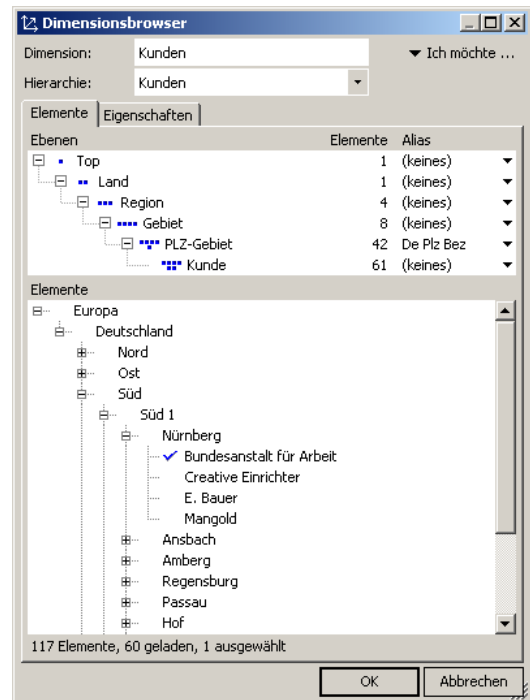 Dimensionsbrowser
Dimension: Kunden Ich möchte ...
Hierarchie: Kunden
Elemente Eigenschaften
Ebenen Elemente Alias
Top 1 (keines)
Land 1 (keines)
Region 4 (keines)
Gebiet 8 (keines)
PLZ-Gebiet 42 De Plz Bez
Kunde 61 (keines)
Elemente
Europa
Deutschland
Nord
Ost
Süd
Süd 1
Nürnberg
Bundesanstalt für Arbeit
Creative Einrichter
E. Bauer
Mangold
Ansbach
Amberg
Regensburg
Passau
Hof
117 Elemente, 60 geladen, 1 ausgewählt
OK Abbrechen